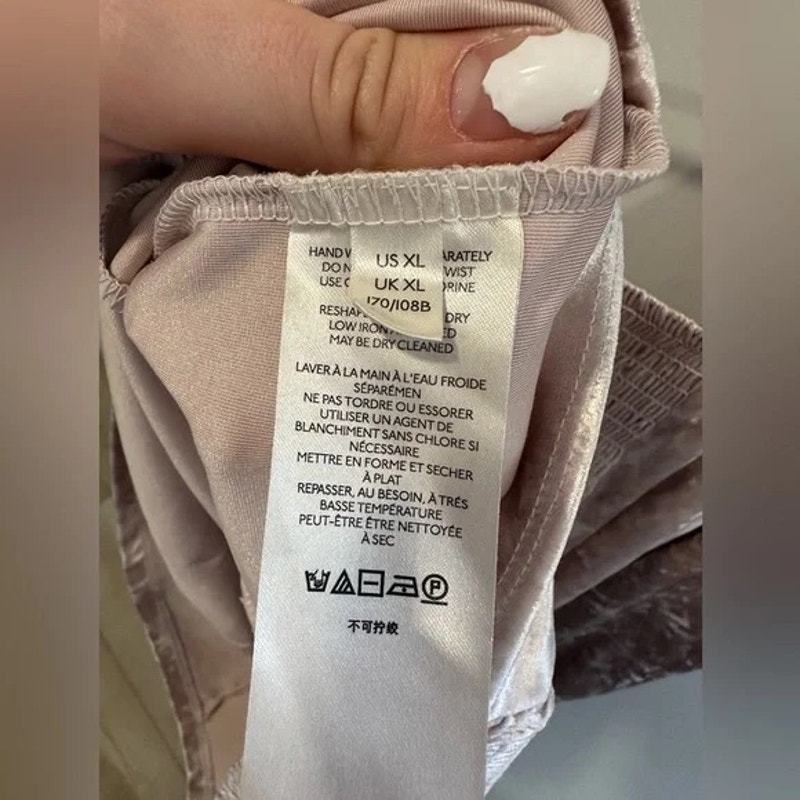 US XL
UK XL
170/108B
HAND ARATELY
DO WIST
USE ORINE
DRY
LOW IRON
MAY BE DRY CLEANED
LAVER À LA MAIN À L'EAU FROIDE
SÉPARÉMEN
NE PAS TORDRE OU ESSORER
UTILISER UN AGENT DE
BLANCHIMENT SANS CHLORE SI
NÉCESSAIRE
METTRE EN FORME ET SECHER
À PLAT
REPASSER, AU BESOIN, À TRÉS
BASSE TEMPÉRATURE
PEUT-ÊTRE ÊTRE NETTOYÉE
À SEC
P
不可拧绞